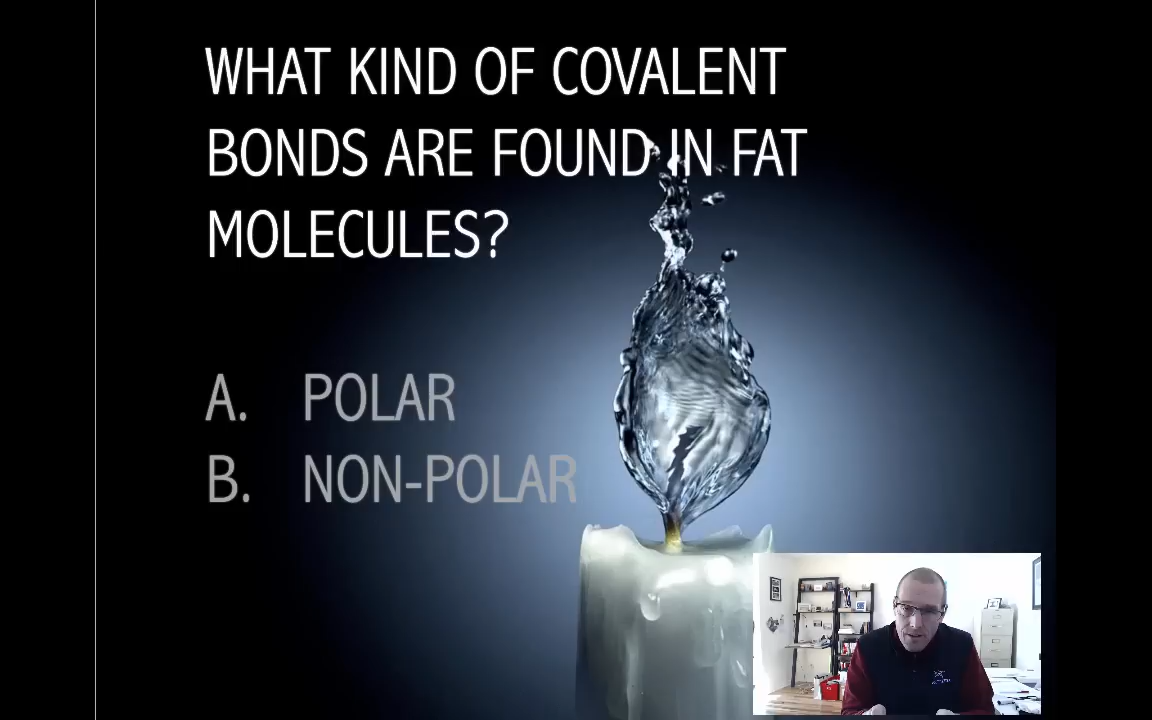 WHAT KIND OF COVALENT
BONDS ARE FOUND IN FAT
MOLECULES?
A. POLAR
B. NON-POLAR